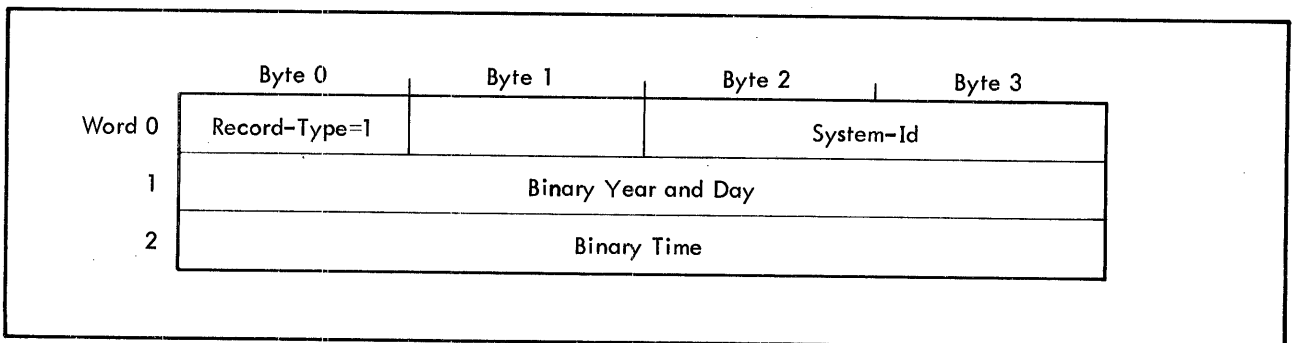 Byte 0 Byte 1 Byte 2 Byte 3
Word 0 Record-Type=1 System-Id
1 Binary Year and Day
2 Binary Time